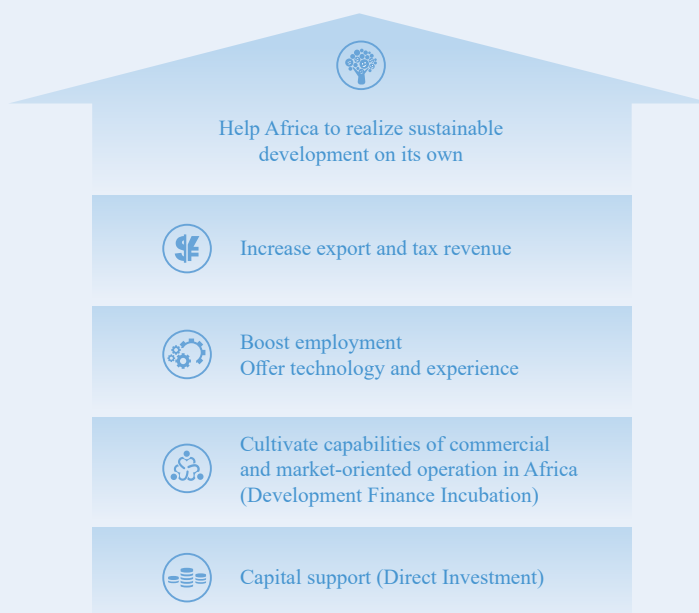 Help Africa to realize sustainable
development on its own
Increase export and tax revenue
Boost employment
Offer technology and experience
Cultivate capabilities of commercial
and market-oriented operation in Africa
(Development Finance Incubation)
Capital support (Direct Investment)